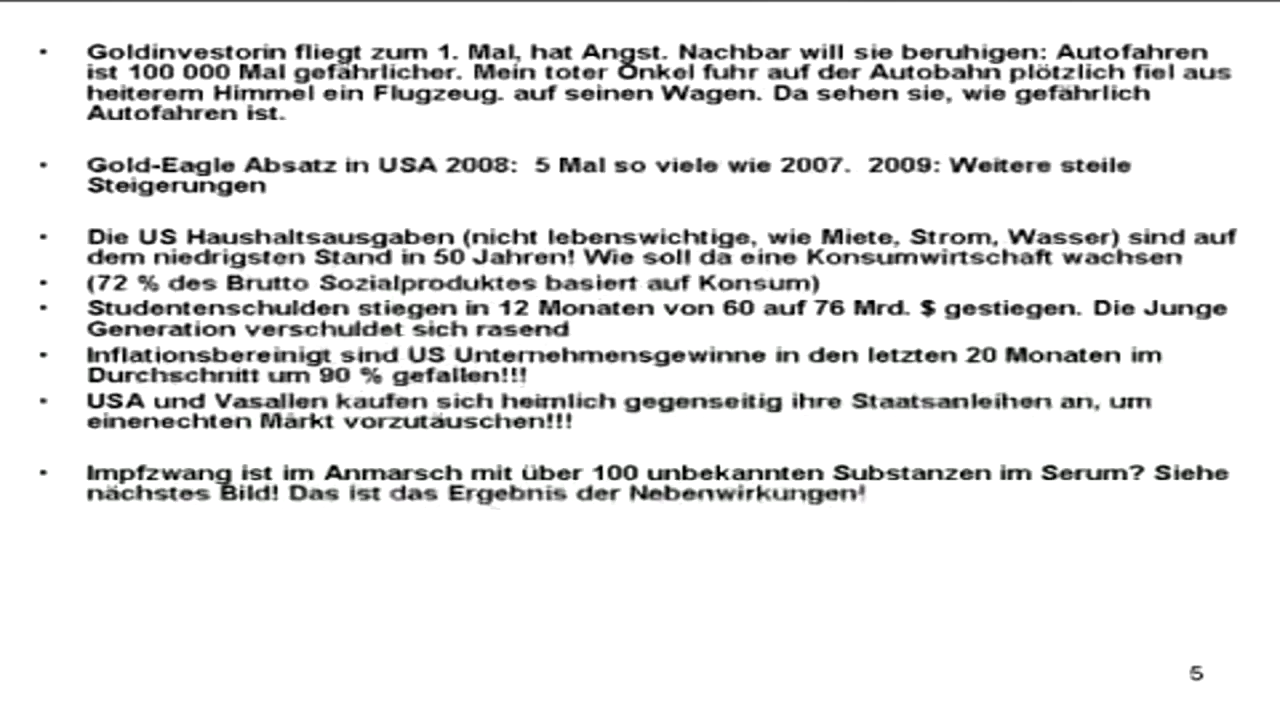 • Goldinvestorin fliegt zum 1. Mal, hat Angst. Nachbar will sie beruhigen: Autofahren
ist 100 000 Mal gefährlicher. Mein toter Onkel fuhr auf der Autobahn plötzlich fiel aus
heiterem Himmel ein Flugzeug. auf seinen Wagen. Da sehen sie, wie gefährlich
Autofahren ist.
• Gold-Eagle Absatz in USA 2008: 5 Mal so viele wie 2007. 2009: Weitere steile
Steigerungen
• Die US Haushaltsausgaben (nicht lebenswichtige, wie Miete, Strom, Wasser) sind auf
dem niedrigsten Stand in 50 Jahren! Wie soll da eine Konsumwirtschaft wachsen
• (72 % des Brutto Sozialproduktes basiert auf Konsum)
• Studentenschulden stiegen in 12 Monaten von 60 auf 76 Mrd. $ gestiegen. Die Junge
Generation verschuldet sich rasend
• Inflationsbereinigt sind US Unternehmensgewinne in den letzten 20 Monaten im
Durchschnitt um 90 % gefallen!!!
• USA und Vasallen kaufen sich heimlich gegenseitig ihre Staatsanleihen an, um
einenechten Markt vorzutäuschen!!!
• Impfzwang ist im Anmarsch mit über 100 unbekannten Substanzen im Serum? Siehe
nächstes Bild! Das ist das Ergebnis der Nebenwirkungen!
5